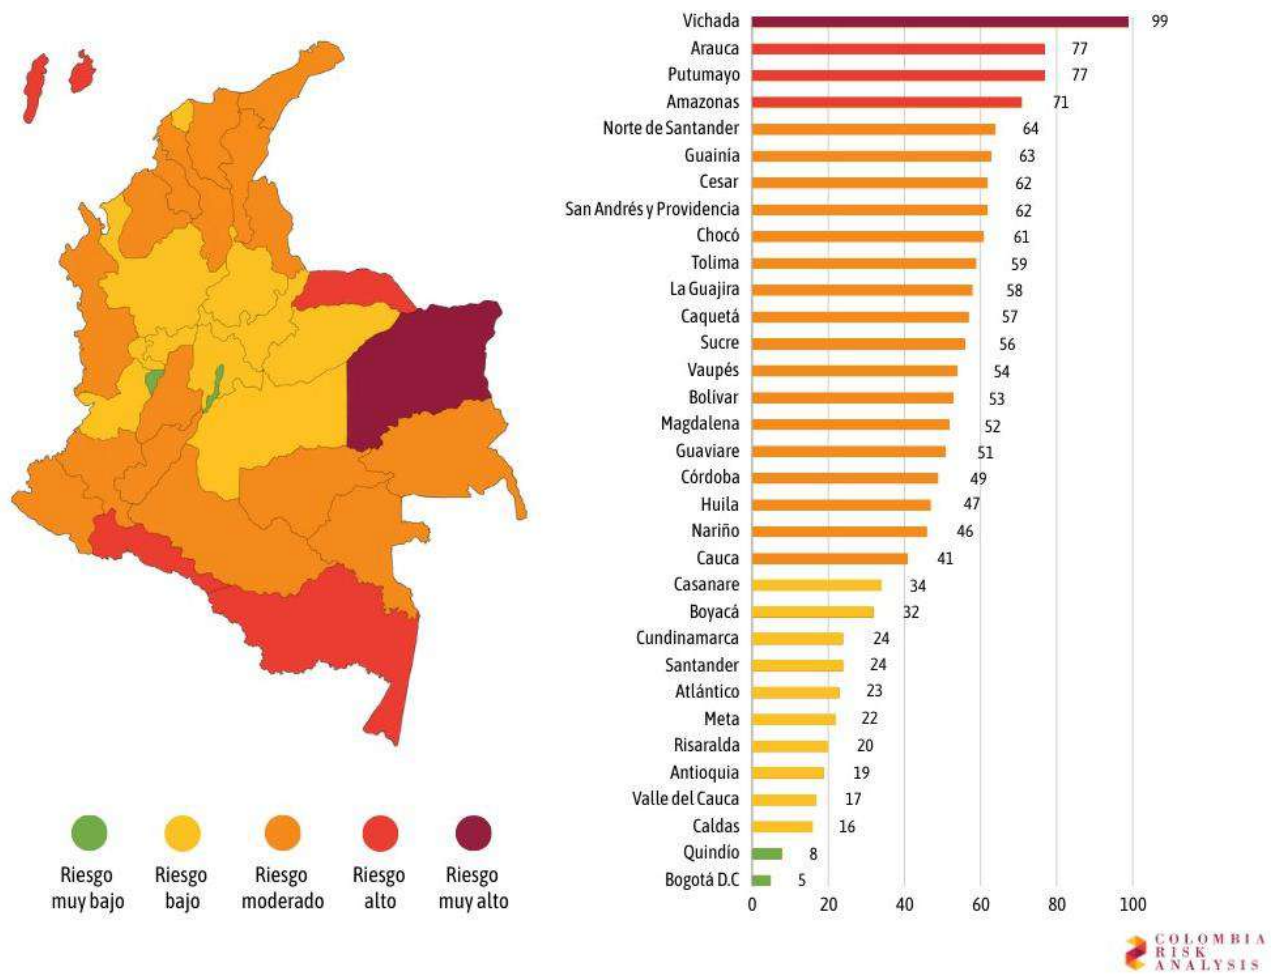 Vichada 99
Arauca 77
Putumayo 77
Amazonas 71
Norte de Santander 64
Guainía 63
Cesar 62
San Andrés y Providencia 62
Chocó 61
Tolima 59
La Guajira 58
Caquetá 57
Sucre 56
Vaupés 54
Bolívar 53
Magdalena 52
Guaviare 51
Córdoba 49
Huila 47
Nariño 46
Cauca 41
Casanare 34
Boyacá 32
Cundinamarca 24
Santander 24
Atlántico 23
Meta 22
Risaralda 20
Antioquia 19
Valle del Cauca 17
Caldas 16
Quindío 8
Bogotá D.C 5
0 20 40 60 80 100
Riesgo
muy bajo
Riesgo
bajo
Riesgo
moderado
Riesgo
alto
Riesgo
muy alto
COLOMBIA
RISK
ANALYSIS